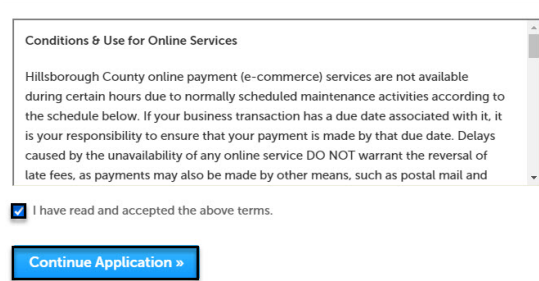 Conditions & Use for Online Services
Hillsborough County online payment (e-commerce) services are not available
during certain hours due to normally scheduled maintenance activities according to
the schedule below. If your business transaction has a due date associated with it, it
is your responsibility to ensure that your payment is made by that due date. Delays
caused by the unavailability of any online service DO NOT warrant the reversal of
late fees, as payments may also be made by other means, such as postal mail and
I have read and accepted the above terms.
Continue Application »